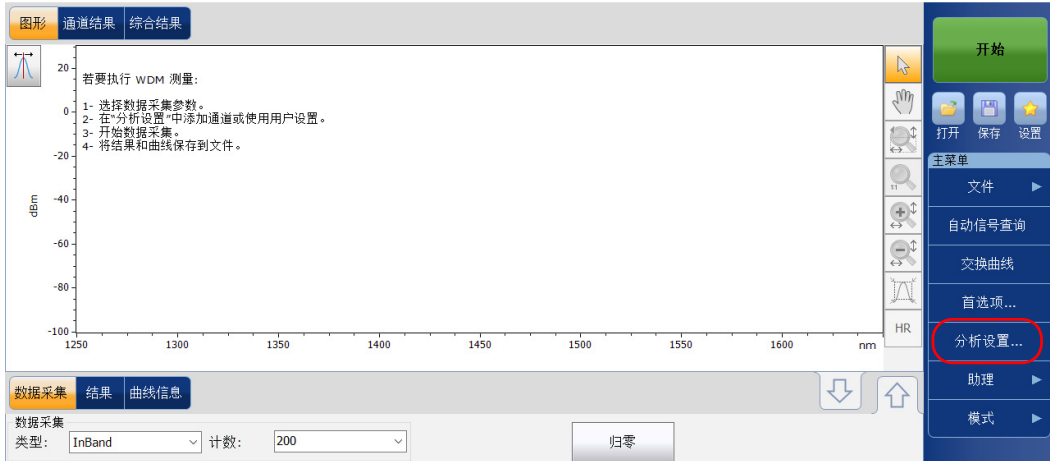 图形 通道结果 综合结果
若要执行 WDM 测量:
1- 选择数据采集参数。
2- 在“分析设置”中添加通道或使用用户设置。
3- 开始数据采集。
4- 将结果和曲线保存到文件。
dBm
20
0
-20
-40
-60
-80
-100
1250 1300 1350 1400 1450 1500 1550 1600 nm
S1
HR
开始
打开 保存 设置
主菜单
文件
自动信号查询
交换曲线
首选项...
分析设置...
助理
模式
数据采集 结果 曲线信息
数据采集
类型: InBand 计数: 200 归零